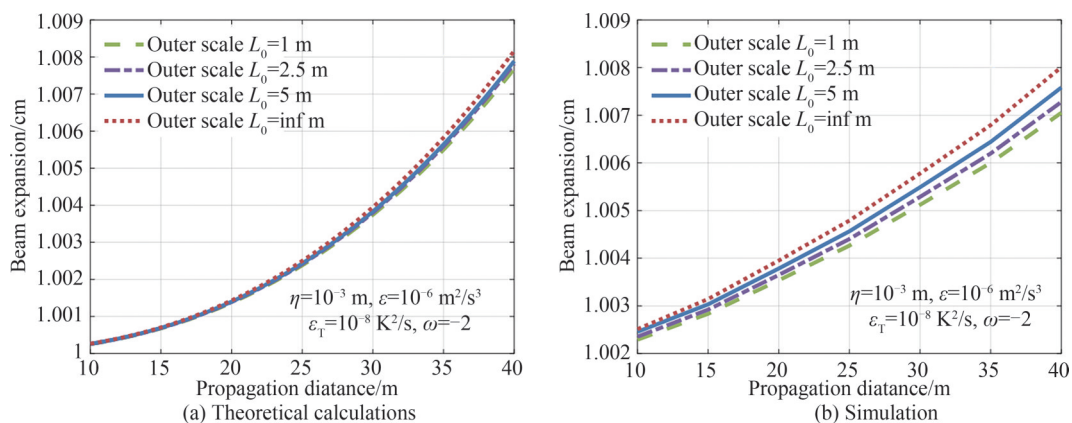 1.009
1.008
1.007
1.006
1.005
1.004
1.003
1.002
1.001
1
Beam expansion/cm
Outer scale L₀=1 m
Outer scale L₀=2.5 m
Outer scale L₀=5 m
Outer scale L₀=inf m
η=10⁻³ m, ε=10⁻⁶ m²/s³
ε_T=10⁻⁸ K²/s, ω=−2
10 15 20 25 30 35 40
Propagation diatance/m
(a) Theoretical calculations
1.009
1.008
1.007
1.006
1.005
1.004
1.003
1.002
Beam expansion/cm
Outer scale L₀=1 m
Outer scale L₀=2.5 m
Outer scale L₀=5 m
Outer scale L₀=inf m
η=10⁻³ m, ε=10⁻⁶ m²/s³
ε_T=10⁻⁸ K²/s, ω=−2
10 15 20 25 30 35 40
Propagation diatance/m
(b) Simulation